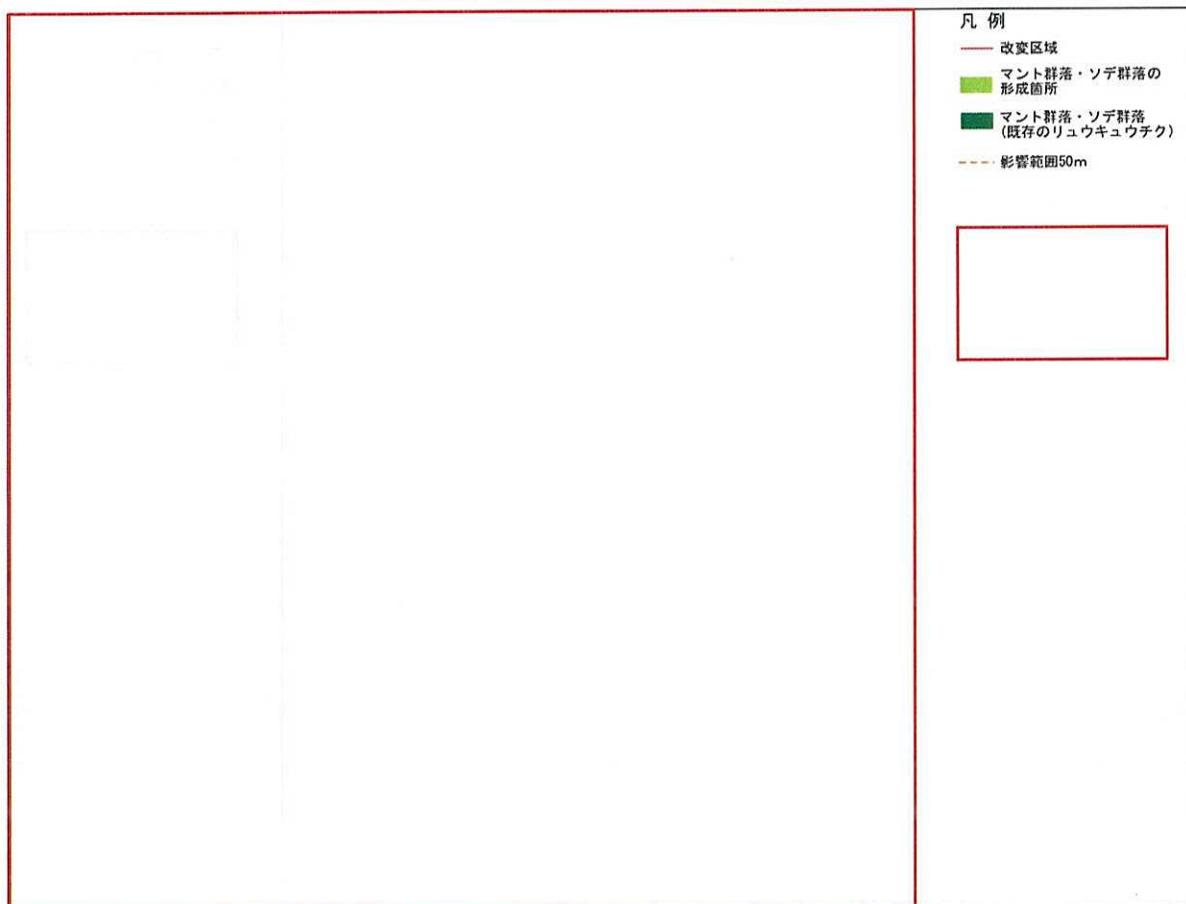 凡 例
改変区域
マント群落・ソデ群落の
形成箇所
マント群落・ソデ群落
(既存のリュウキュウチク)
影響範囲50m